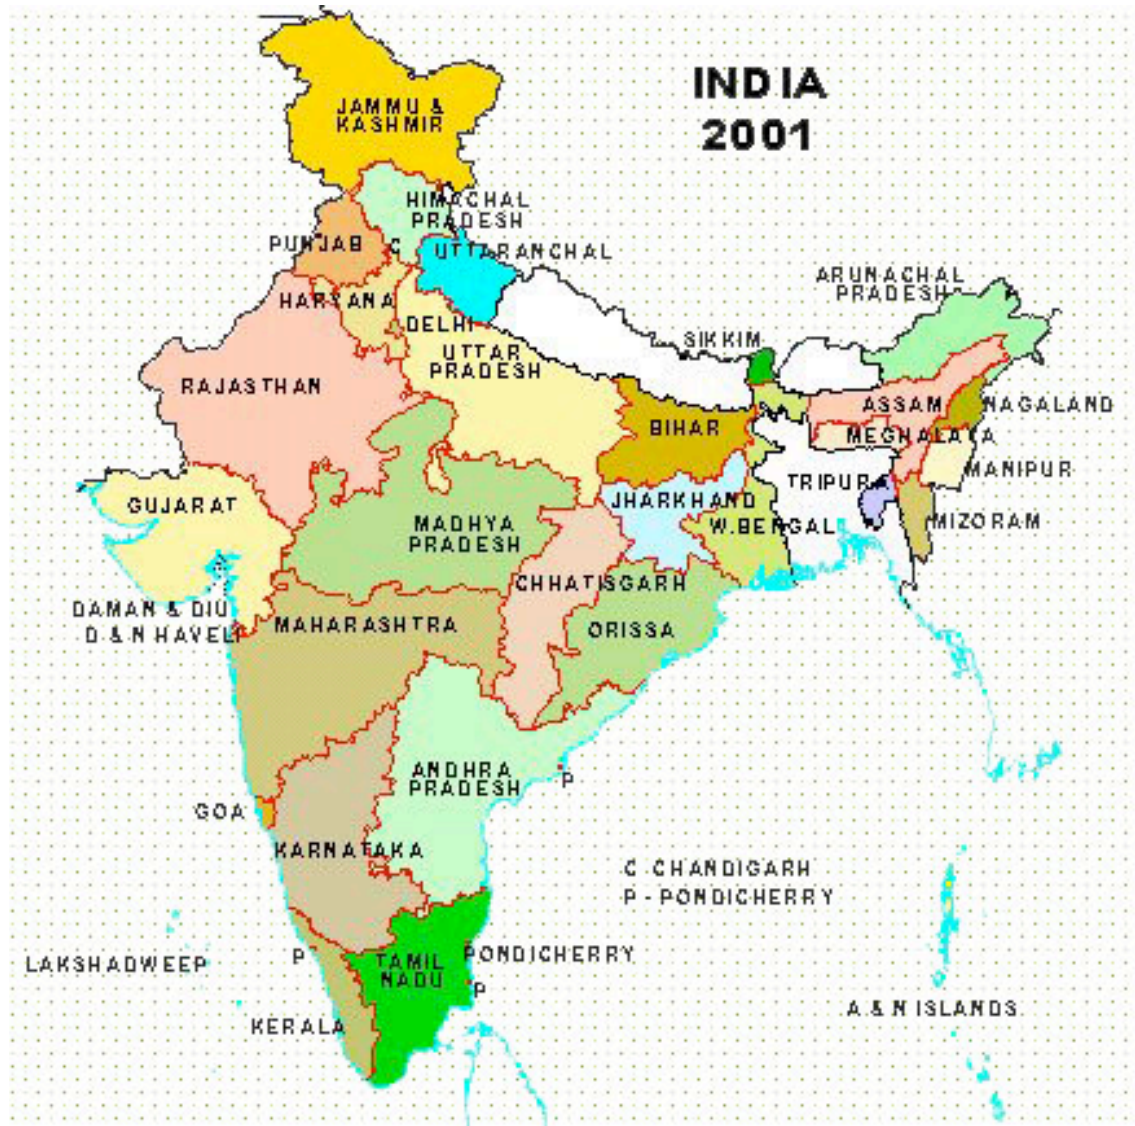 INDIA
2001
JAMMU &
KASHMIR
HIMACHAL
PRADESH
PUNJAB
C
UTTARANCHAL
ARUNACHAL
PRADESH
HARYANA
DELHI
SIKKIM
UTTAR
PRADESH
RAJASTHAN
ASSAM
NAGALAND
BIHAR
MEGHALAYA
MANIPUR
GUJARAT
JHARKHAND
TRIPURA
MADHYA
PRADESH
W.BENGAL
MIZORAM
CHHATISGARH
DAMAN & DIU
D & N HAVELI
MAHARASHTRA
ORISSA
ANDHRA
PRADESH
P
GOA
KARNATAKA
C-CHANDIGARH
P - PONDICHERRY
P
PONDICHERRY
LAKSHADWEEP
TAMIL
NADU
P
A & N ISLANDS
KERALA